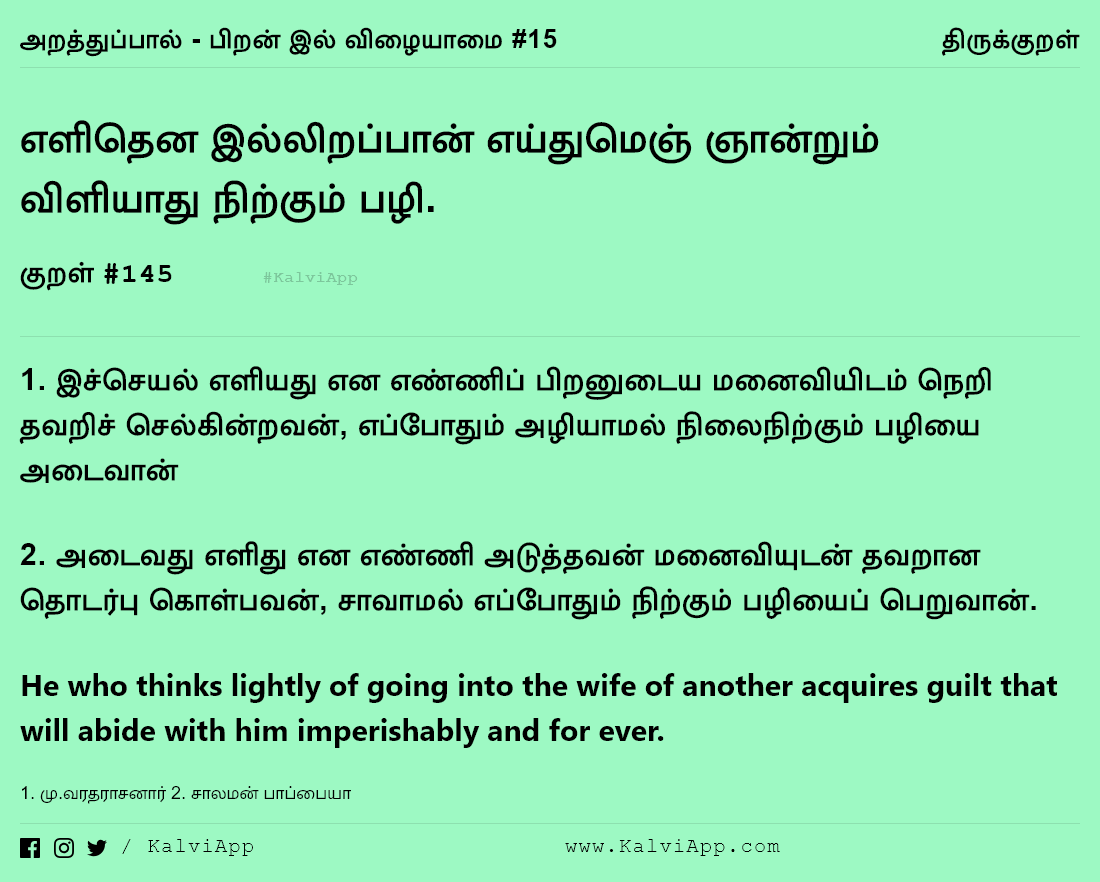 அறத்துப்பால் - பிறன் இல் விழையாமை #15 திருக்குறள்
எளிதென இல்லிறப்பான் எய்துமெஞ் ஞான்றும்
விளியாது நிற்கும் பழி.
குறள் #145 #KalviApp
1. இச்செயல் எளியது என எண்ணிப் பிறனுடைய மனைவியிடம் நெறி
தவறிச் செல்கின்றவன், எப்போதும் அழியாமல் நிலைநிற்கும் பழியை
அடைவான்
2. அடைவது எளிது என எண்ணி அடுத்தவன் மனைவியுடன் தவறான
தொடர்பு கொள்பவன், சாவாமல் எப்போதும் நிற்கும் பழியைப் பெறுவான்.
He who thinks lightly of going into the wife of another acquires guilt that
will abide with him imperishably and for ever.
1. மு.வரதராசனார் 2. சாலமன் பாப்பையா
/ KalviApp www.KalviApp.com